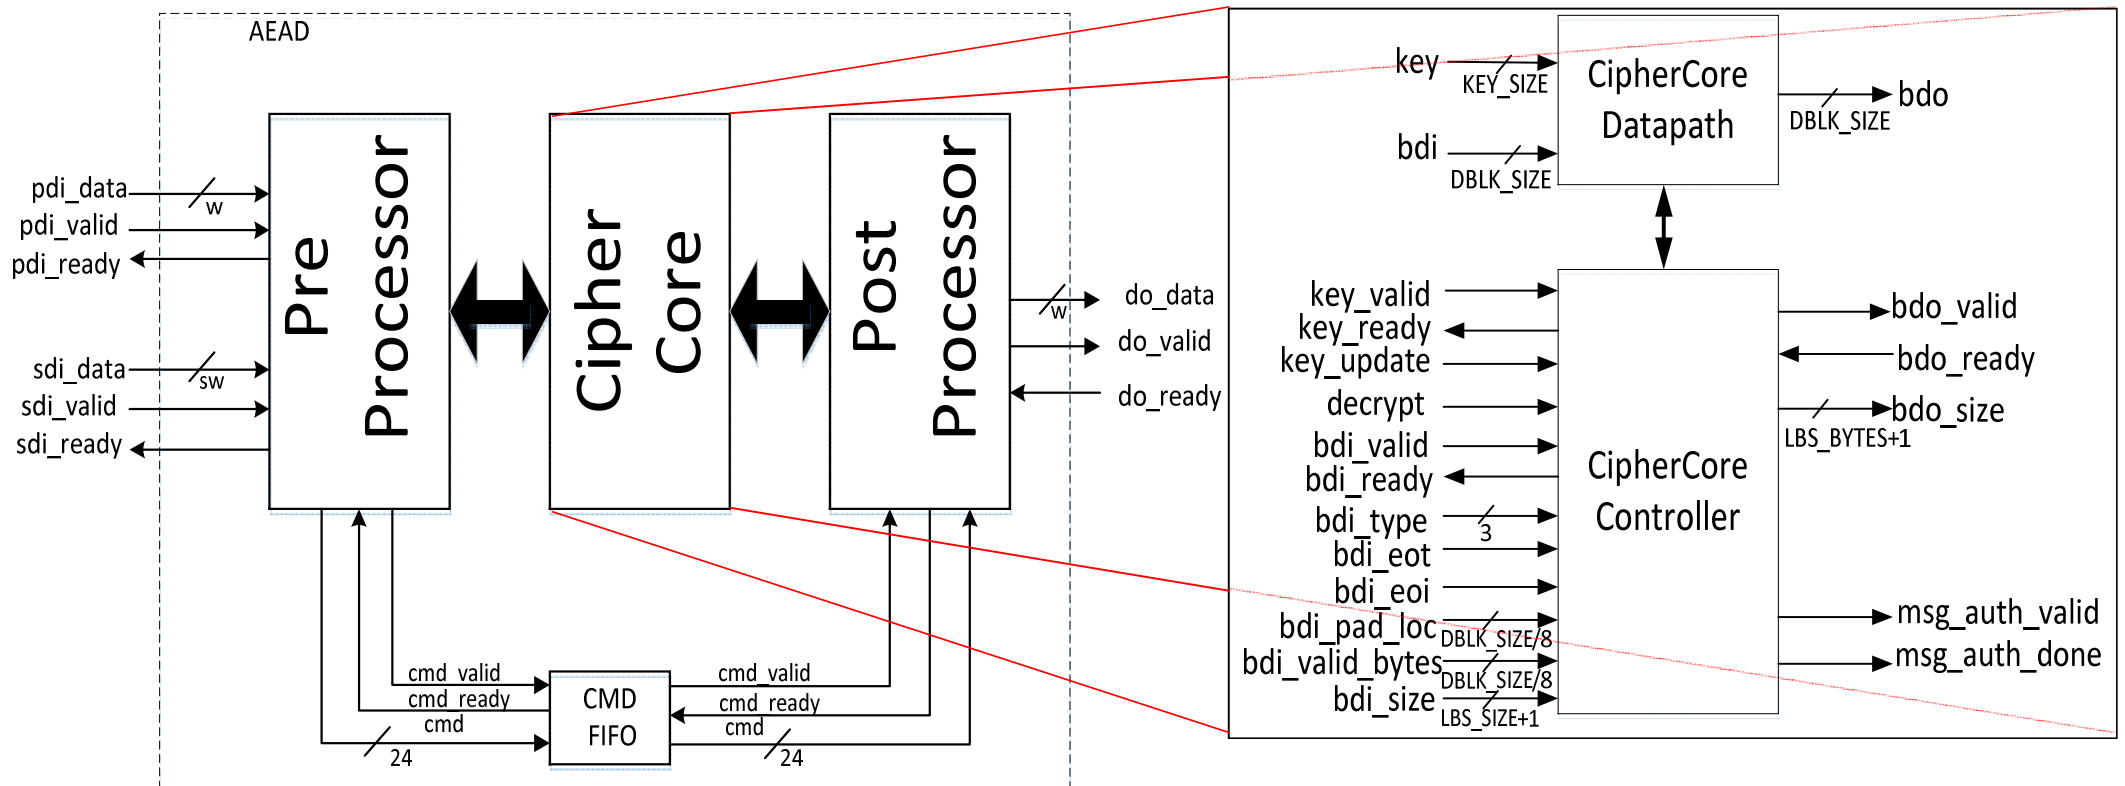 AEAD
pdi_data
w
pdi_valid
pdi_ready
sdi_data
sw
sdi_valid
sdi_ready
Pre
Processor
Cipher
Core
Post
Processor
do_data
w
do_valid
do_ready
cmd_valid
cmd_ready
cmd
24
CMD
FIFO
cmd_valid
cmd_ready
cmd
24
key
KEY_SIZE
bdi
DBLK_SIZE
CipherCore
Datapath
bdo
DBLK_SIZE
key_valid
key_ready
key_update
decrypt
bdi_valid
bdi_ready
bdi_type
3
bdi_eot
bdi_eoi
bdi_pad_loc
DBLK_SIZE/8
bdi_valid_bytes
DBLK_SIZE/8
bdi_size
LBS_SIZE+1
CipherCore
Controller
bdo_valid
bdo_ready
bdo_size
LBS_BYTES+1
msg_auth_valid
msg_auth_done